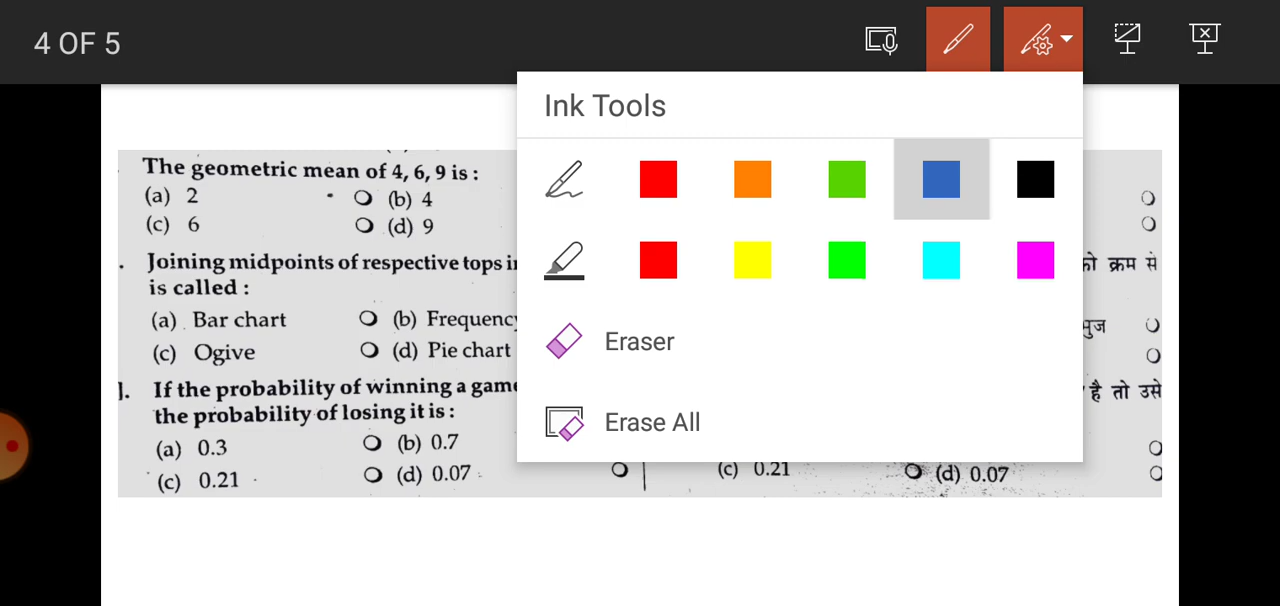 4 OF 5
Ink Tools
Eraser
Erase All
The geometric mean of 4, 6, 9 is :
(a) 2 (b) 4
(c) 6 (d) 9
Joining midpoints of respective tops
is called :
(a) Bar chart (b)
(c) Ogive (d) Pie chart
If the probability of winning a
the probability of losing it is :
(a) 0.3 (b) 0.7
(c) 0.21 (d) 0.07
क्रम से
है तो उसे
(c) 0.21 (d) 0.07